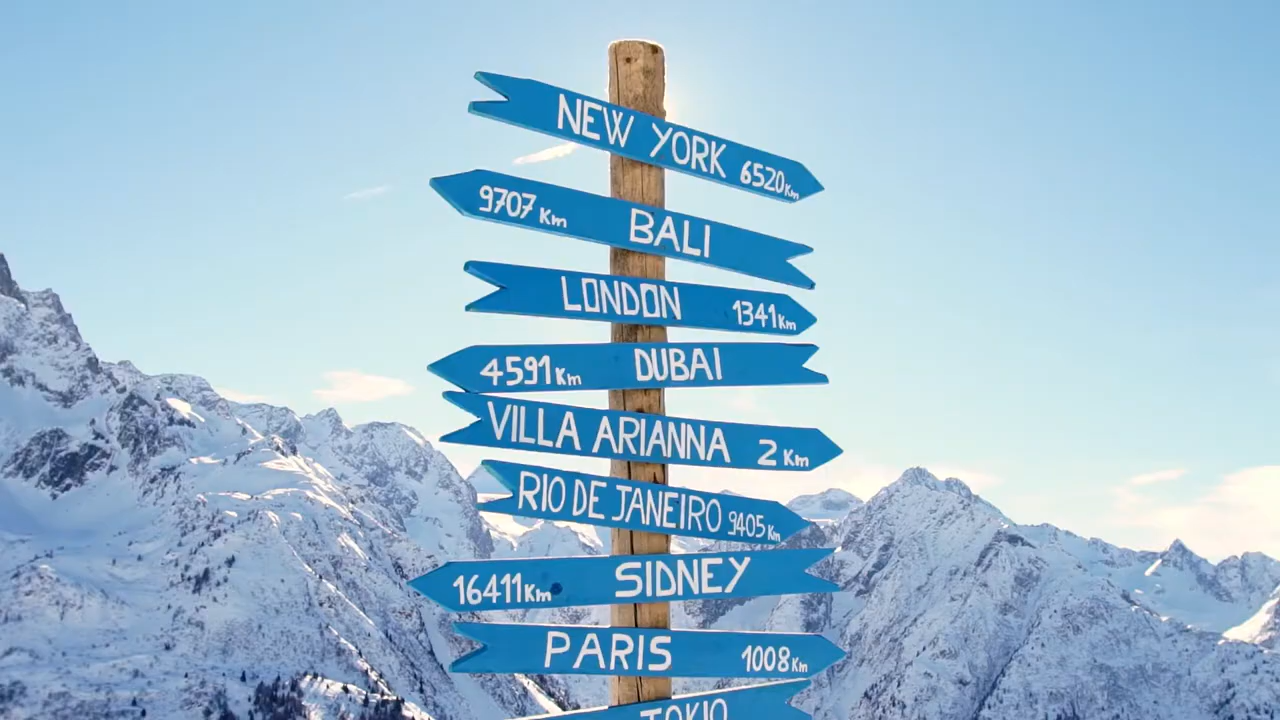 NEW YORK 6520Km
9707 Km BALI
LONDON 1341Km
4591Km DUBAI
VILLA ARIANNA 2 Km
RIO DE JANEIRO 9405Km
16411Km SIDNEY
PARIS 1008Km
TOKIO